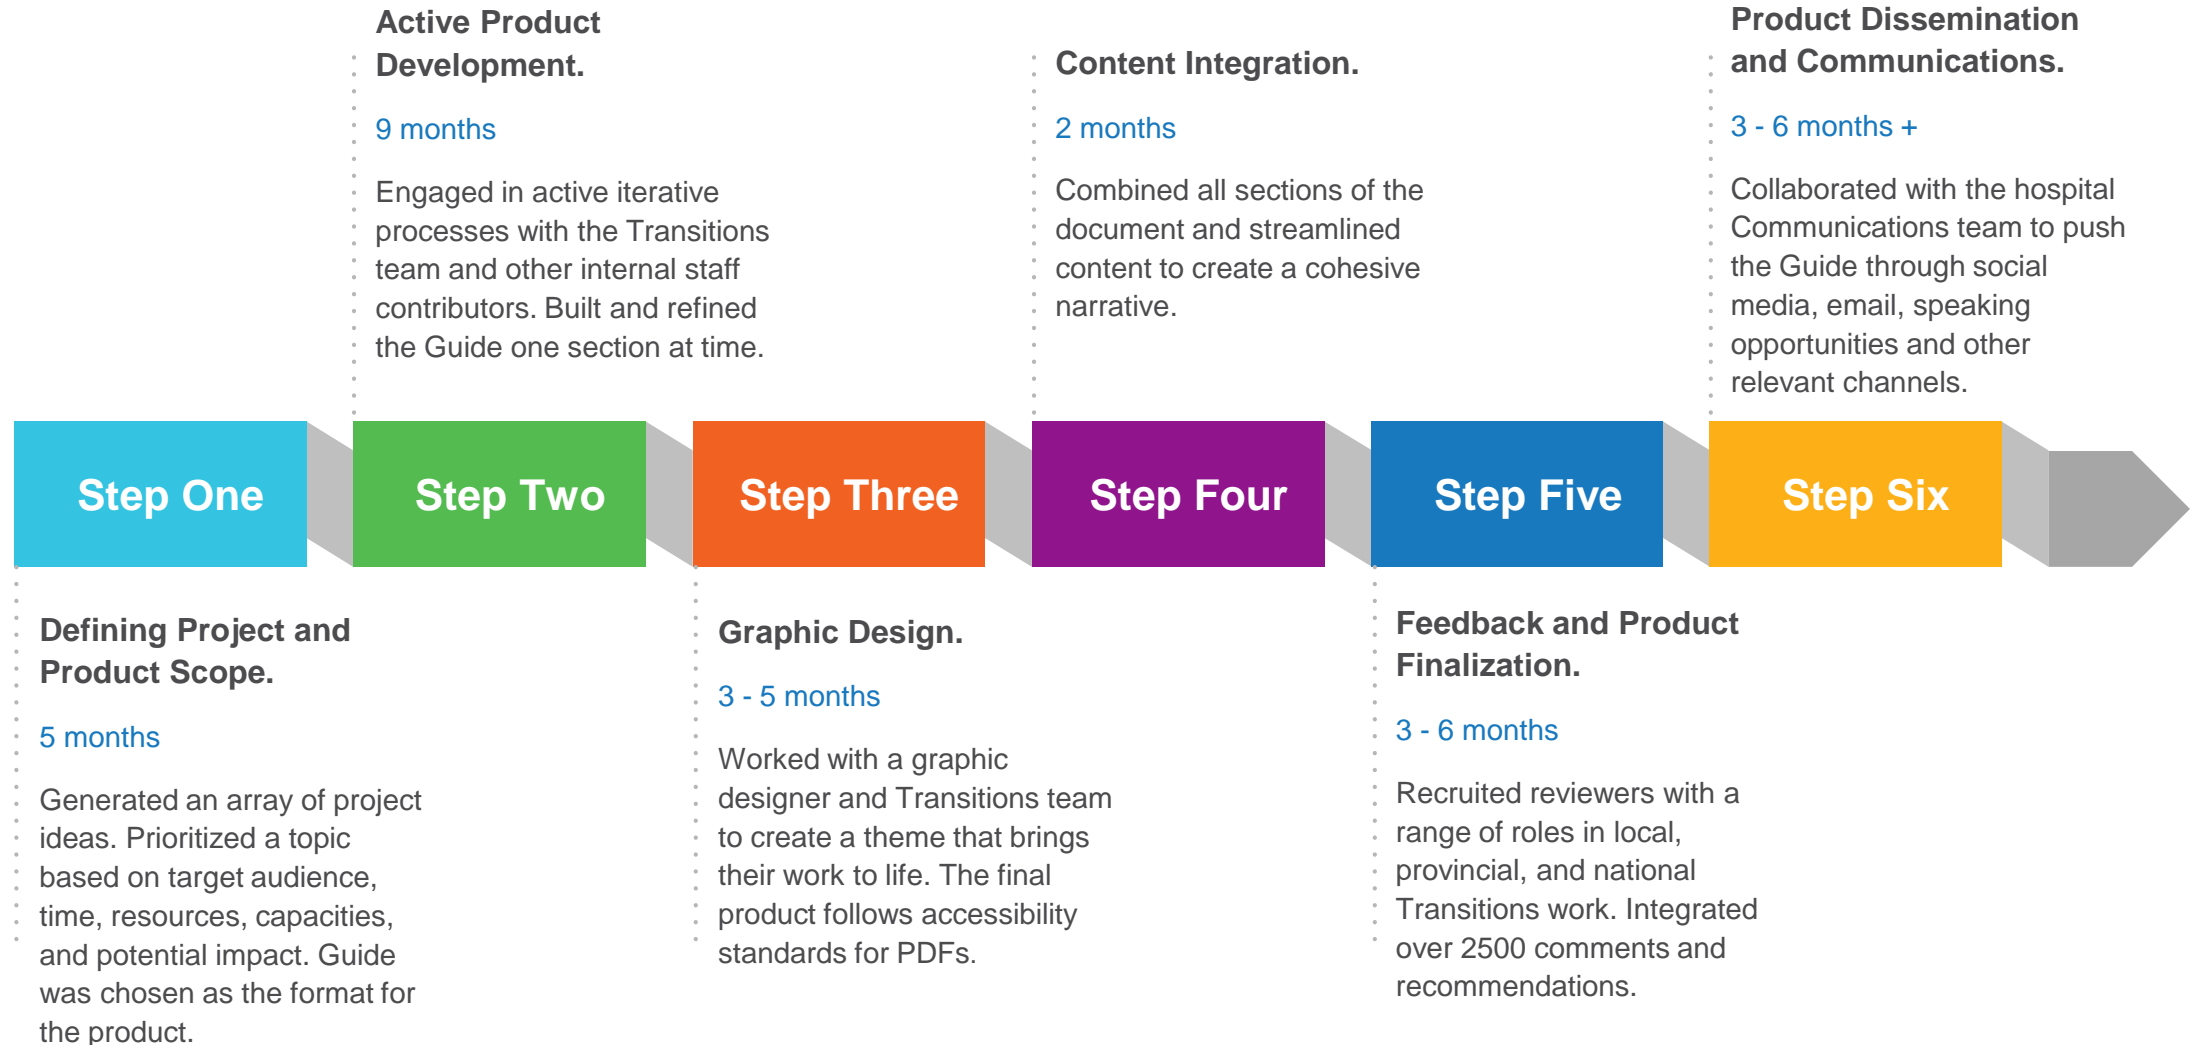 Active Product
Development.
9 months
Engaged in active iterative
processes with the Transitions
team and other internal staff
contributors. Built and refined
the Guide one section at time.
Content Integration.
2 months
Combined all sections of the
document and streamlined
content to create a cohesive
narrative.
Product Dissemination
and Communications.
3 - 6 months +
Collaborated with the hospital
Communications team to push
the Guide through social
media, email, speaking
opportunities and other
relevant channels.
Step One
Step Two
Step Three
Step Four
Step Five
Step Six
Defining Project and
Product Scope.
5 months
Generated an array of project
ideas. Prioritized a topic
based on target audience,
time, resources, capacities,
and potential impact. Guide
was chosen as the format for
the product.
Graphic Design.
3 - 5 months
Worked with a graphic
designer and Transitions team
to create a theme that brings
their work to life. The final
product follows accessibility
standards for PDFs.
Feedback and Product
Finalization.
3 - 6 months
Recruited reviewers with a
range of roles in local,
provincial, and national
Transitions work. Integrated
over 2500 comments and
recommendations.